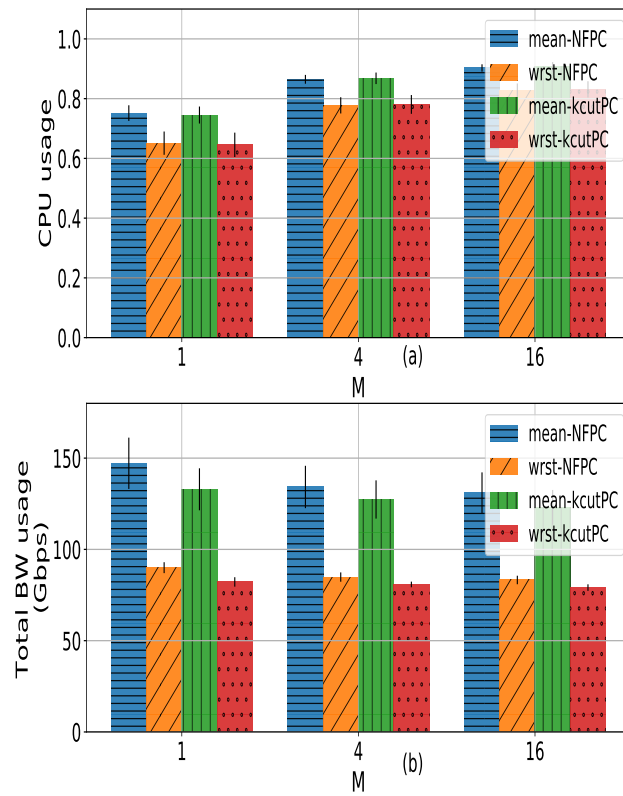 CPU usage
1.0
0.8
0.6
0.4
0.2
0.0
mean-NFPC
wrst-NFPC
mean-kcutPC
wrst-kcutPC
1
4
16
(a)
M
Total BW usage
(Gbps)
150
100
50
0
mean-NFPC
wrst-NFPC
mean-kcutPC
wrst-kcutPC
1
4
16
(b)
M